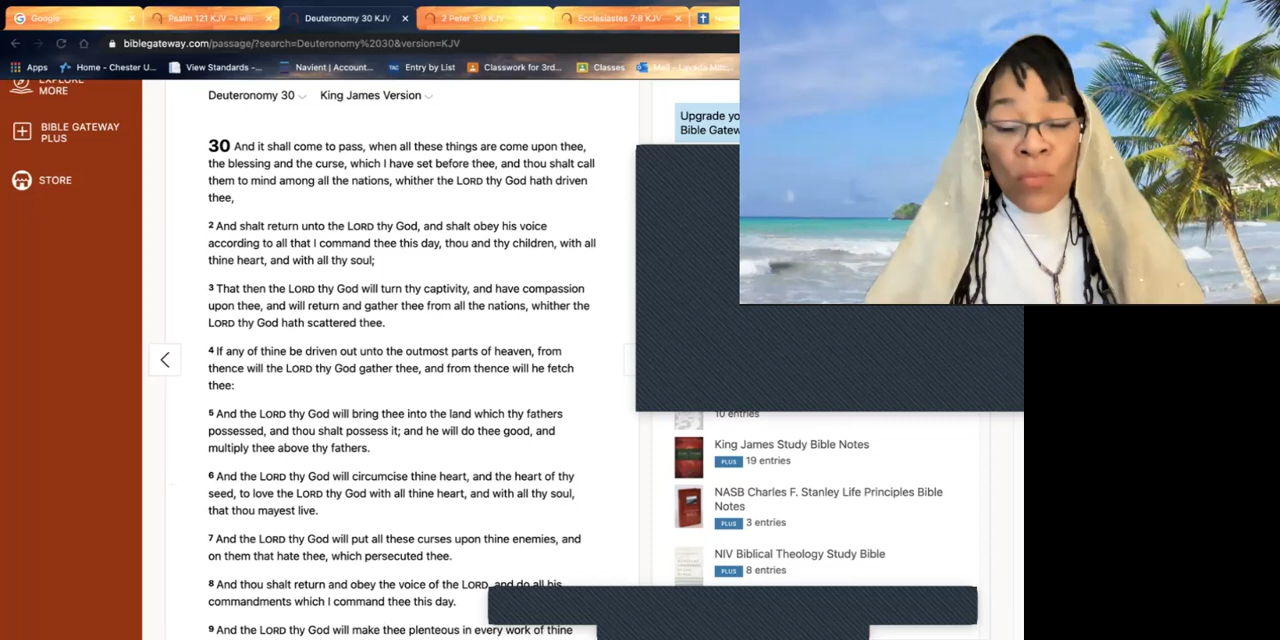 Google
Psalm 121 KJV - I will
Deuteronomy 30 KJV
2 Peter 3:9 KJV
Ecclesiastes 7:8 KJV
biblegateway.com/passage/?search=Deuteronomy%2030&version=KJV
Apps
Home - Chester U...
View Standards -...
Navient | Account...
TAC
Entry by List
Classwork for 3rd...
Classes
EXPLORE
MORE
BIBLE GATEWAY
PLUS
STORE
Deuteronomy 30
King James Version
30 And it shall come to pass, when all these things are come upon thee,
the blessing and the curse, which I have set before thee, and thou shalt call
them to mind among all the nations, whither the LORD thy God hath driven
thee,
2 And shalt return unto the LORD thy God, and shalt obey his voice
according to all that I command thee this day, thou and thy children, with all
thine heart, and with all thy soul;
3 That then the LORD thy God will turn thy captivity, and have compassion
upon thee, and will return and gather thee from all the nations, whither the
LORD thy God hath scattered thee.
4 If any of thine be driven out unto the outmost parts of heaven, from
thence will the LORD thy God gather thee, and from thence will he fetch
thee:
5 And the LORD thy God will bring thee into the land which thy fathers
possessed, and thou shalt possess it; and he will do thee good, and
multiply thee above thy fathers.
6 And the LORD thy God will circumcise thine heart, and the heart of thy
seed, to love the LORD thy God with all thine heart, and with all thy soul,
that thou mayest live.
7 And the LORD thy God will put all these curses upon thine enemies, and
on them that hate thee, which persecuted thee.
8 And thou shalt return and obey the voice of the LORD, and do all his
commandments which I command thee this day.
9 And the LORD thy God will make thee plenteous in every work of thine
Upgrade yo
Bible Gatew
10 entries
King James Study Bible Notes
PLUS 19 entries
NASB Charles F. Stanley Life Principles Bible
Notes
PLUS 3 entries
NIV Biblical Theology Study Bible
PLUS 8 entries